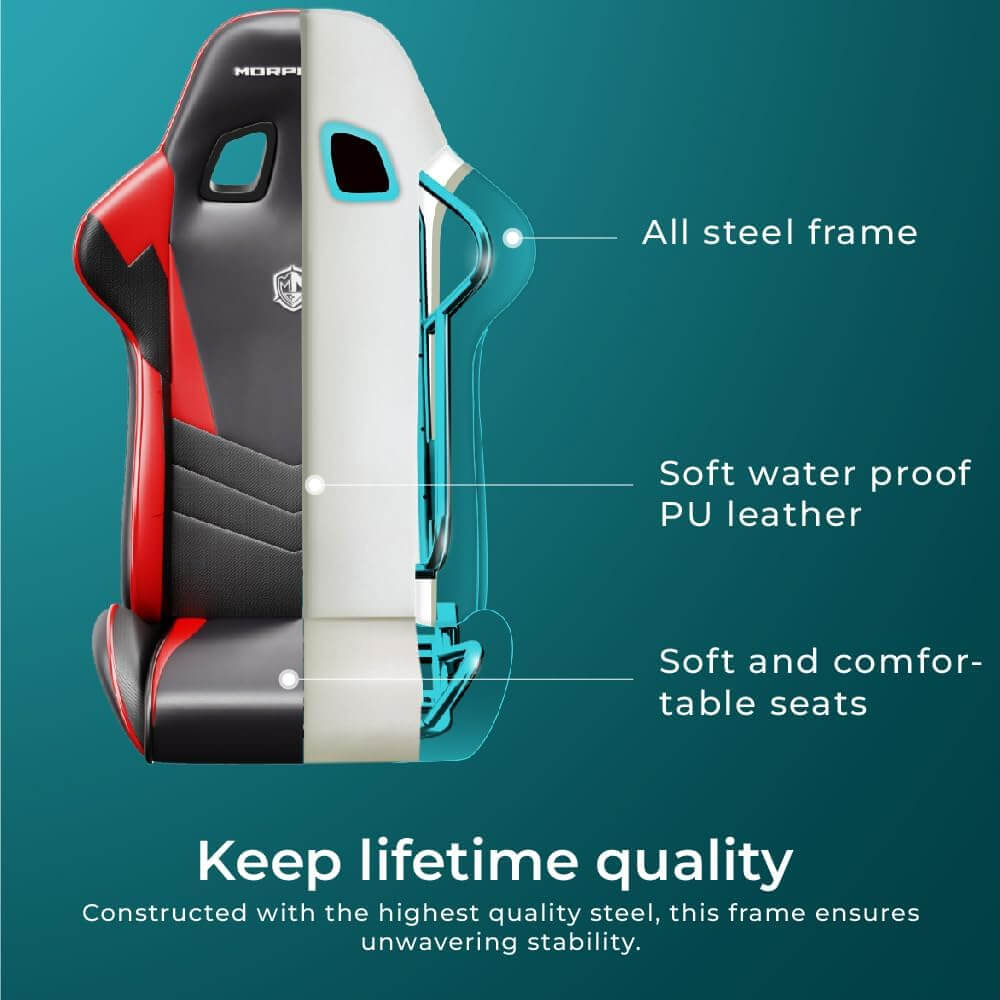 MORP
All steel frame
Soft water proof
PU leather
Soft and comfor-
table seats
Keep lifetime quality
Constructed with the highest quality steel, this frame ensures
unwavering stability.